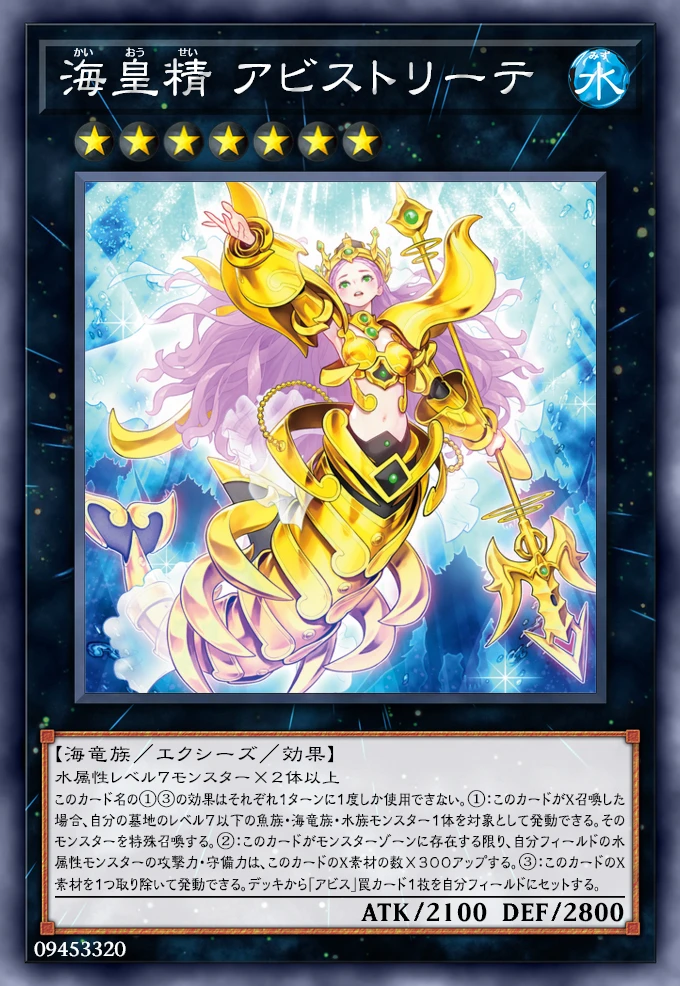 かい おう せい
海皇精 アビストリーテ
みず
水
【海竜族/エクシーズ/効果】
水属性レベル7モンスター×2体以上
このカード名の①③の効果はそれぞれ1ターンに1度しか使用できない。①:このカードがX召喚した
場合、自分の墓地のレベル7以下の魚族・海竜族・水族モンスター1体を対象として発動できる。その
モンスターを特殊召喚する。②:このカードがモンスターゾーンに存在する限り、自分フィールドの水
属性モンスターの攻撃力・守備力は、このカードのX素材の数×300アップする。③:このカードのX
素材を1つ取り除いて発動できる。デッキから「アビス」罠カード1枚を自分フィールドにセットする。
ATK/2100 DEF/2800
09453320